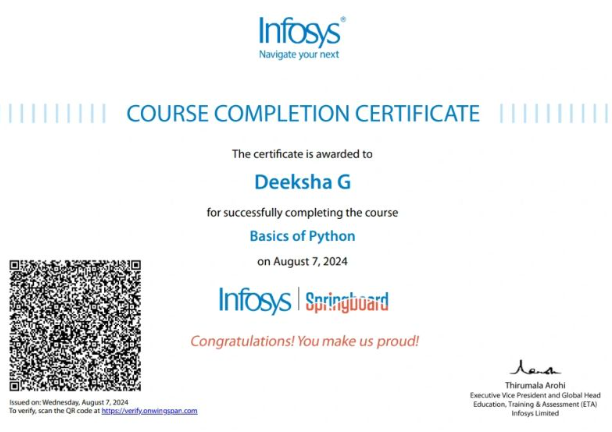 Infosys®
Navigate your next
COURSE COMPLETION CERTIFICATE
The certificate is awarded to
Deeksha G
for successfully completing the course
Basics of Python
on August 7, 2024
Infosys | Springboard
Congratulations! You make us proud!
Issued on: Wednesday, August 7, 2024
To verify, scan the QR code at https://verify.onwingspan.com
Thirumala Arohi
Executive Vice President and Global Head
Education, Training & Assessment (ETA)
Infosys Limited